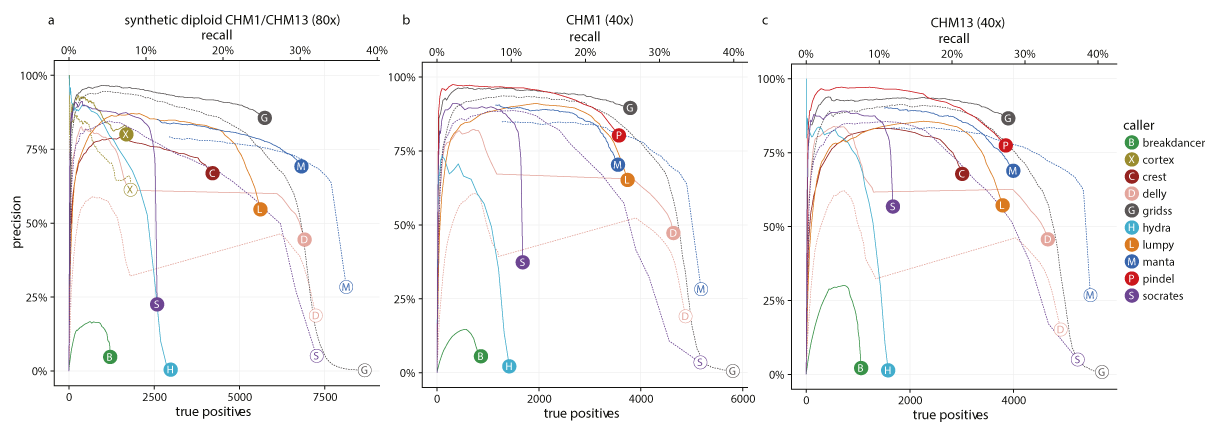 a
synthetic diploid CHM1/CHM13 (80x)
recall
0% 10% 20% 30% 40%
100%
75%
50%
25%
0%
precision
G
X
M
C
X
L
D
M
S
D
B
S
H
G
0 2500 5000 7500
true positives
b
CHM1 (40x)
recall
0% 10% 20% 30% 40%
100%
75%
50%
25%
0%
G
P
M
L
D
S
M
D
B
S
H
G
0 2000 4000 6000
true positives
c
CHM13 (40x)
recall
0% 10% 20% 30% 40%
100%
75%
50%
25%
0%
G
P
M
C
S
L
D
M
D
S
B
H
G
0 2000 4000
true positives
caller
B breakdancer
X cortex
C crest
D delly
G gridss
H hydra
L lumpy
M manta
P pindel
S socrates